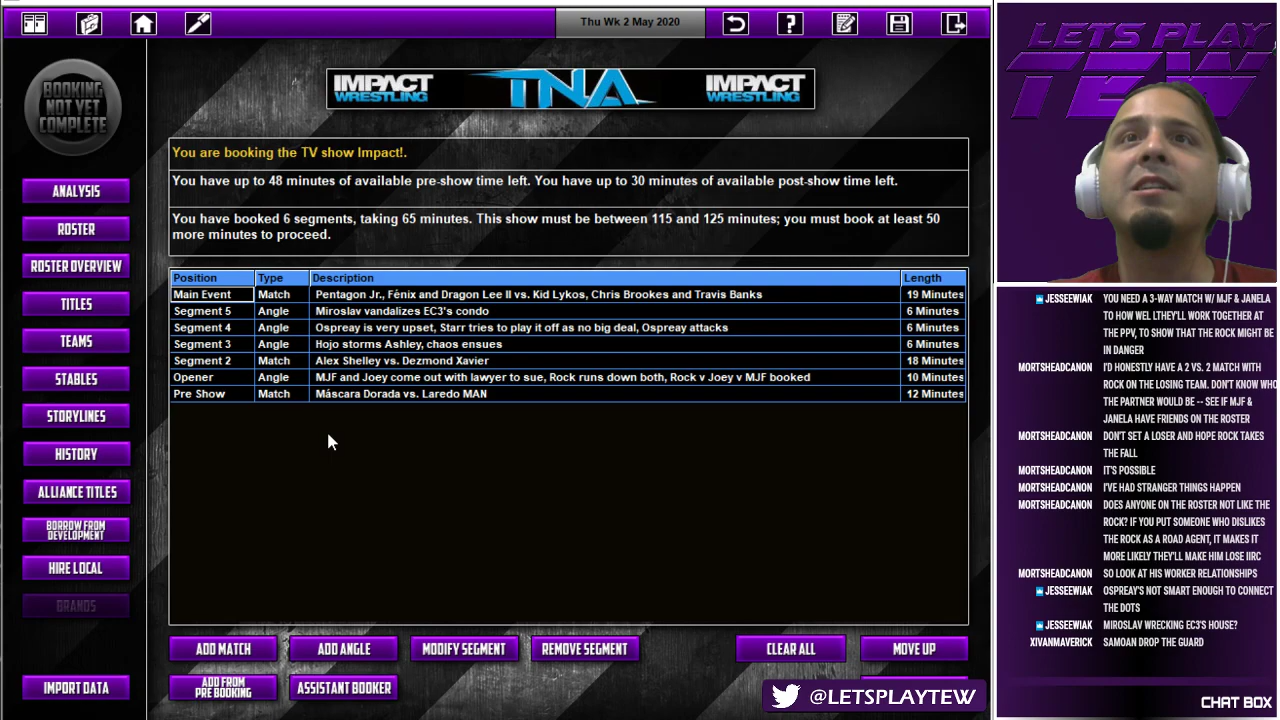 Thu Wk 2 May 2020
LETS PLAY
TEW
BOOKING
NOT YET
COMPLETE
IMPACT
WRESTLING
TNA
IMPACT
WRESTLING
You are booking the TV show Impact!.
You have up to 48 minutes of available pre-show time left. You have up to 30 minutes of available post-show time left.
You have booked 6 segments, taking 65 minutes. This show must be between 115 and 125 minutes; you must book at least 50
more minutes to proceed.
ANALYSIS
ROSTER
ROSTER OVERVIEW
TITLES
TEAMS
STABLES
STORYLINES
HISTORY
ALLIANCE TITLES
BORROW FROM
DEVELOPMENT
HIRE LOCAL
BRANDS
IMPORT DATA
Position Type Description Length
Main Event Match Pentagon Jr., Fénix and Dragon Lee II vs. Kid Lykos, Chris Brookes and Travis Banks 19 Minutes
Segment 5 Angle Miroslav vandalizes EC3's condo 6 Minutes
Segment 4 Angle Ospreay is very upset, Starr tries to play it off as no big deal, Ospreay attacks 6 Minutes
Segment 3 Angle Hojo storms Ashley, chaos ensues 6 Minutes
Segment 2 Match Alex Shelley vs. Dezmond Xavier 18 Minutes
Opener Angle MJF and Joey come out with lawyer to sue, Rock runs down both, Rock v Joey v MJF booked 10 Minutes
Pre Show Match Máscara Dorada vs. Laredo MAN 12 Minutes
ADD MATCH
ADD ANGLE
MODIFY SEGMENT
REMOVE SEGMENT
CLEAR ALL
MOVE UP
ADD FROM
PRE BOOKING
ASSISTANT BOOKER
@LETSPLAYTEW
JESSEEWIAK YOU NEED A 3-WAY MATCH W/ MJF & JANELA
TO HOW WEL LTHEY'LL WORK TOGETHER AT
THE PPV, TO SHOW THAT THE ROCK MIGHT BE
IN DANGER
MORTSHEADCANON I'D HONESTLY HAVE A 2 VS. 2 MATCH WITH
ROCK ON THE LOSING TEAM. DON'T KNOW WHO
THE PARTNER WOULD BE -- SEE IF MJF &
JANELA HAVE FRIENDS ON THE ROSTER
MORTSHEADCANON DON'T SET A LOSER AND HOPE ROCK TAKES
THE FALL
MORTSHEADCANON IT'S POSSIBLE
MORTSHEADCANON I'VE HAD STRANGER THINGS HAPPEN
MORTSHEADCANON DOES ANYONE ON THE ROSTER NOT LIKE THE
ROCK? IF YOU PUT SOMEONE WHO DISLIKES
THE ROCK AS A ROAD AGENT, IT MAKES IT
MORE LIKELY THEY'LL MAKE HIM LOSE IIRC
MORTSHEADCANON SO LOOK AT HIS WORKER RELATIONSHIPS
JESSEEWIAK OSPREAY'S NOT SMART ENOUGH TO CONNECT
THE DOTS
JESSEEWIAK MIROSLAV WRECKING EC3'S HOUSE?
XIVANMAVERICK SAMOAN DROP THE GUARD
CHAT BOX